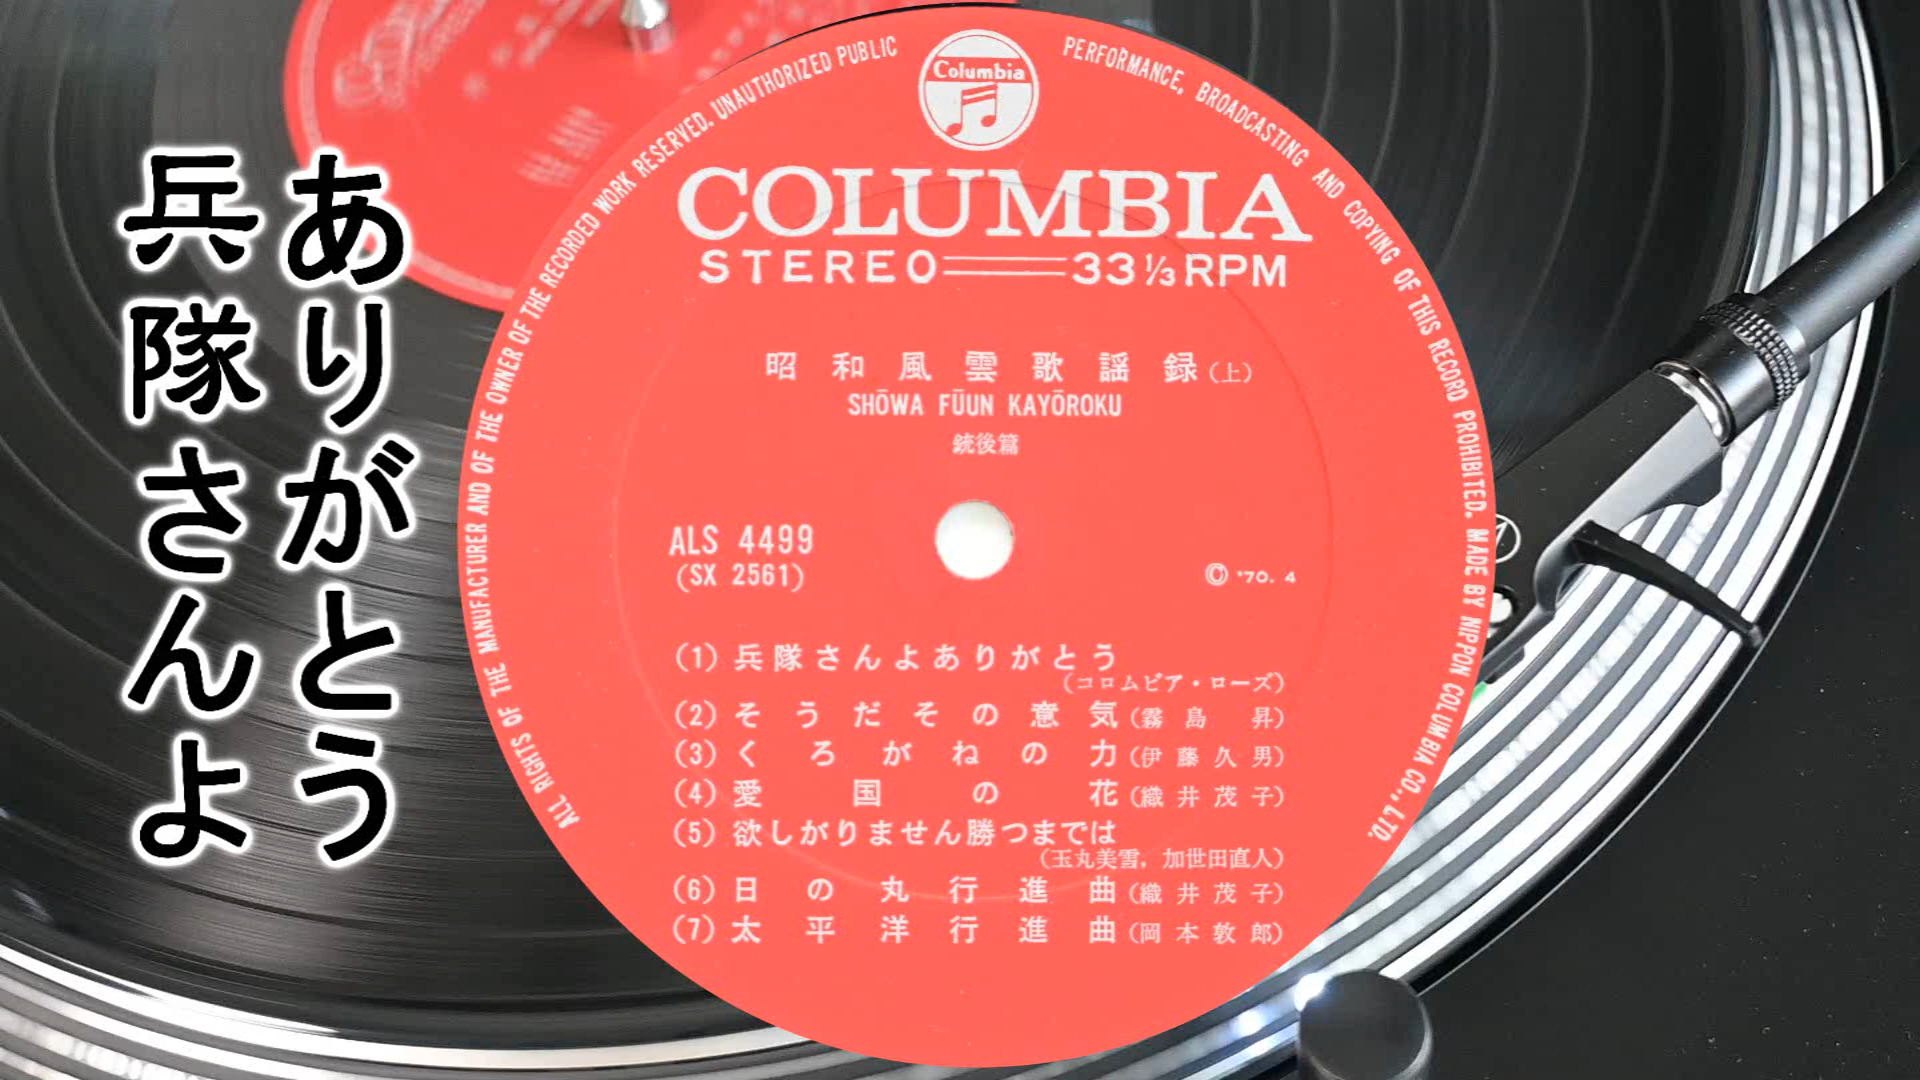 兵隊さんよ
ありがとう
ALL RIGHTS OF THE MANUFACTURER AND OF THE OWNER OF THE RECORDED WORK RESERVED. UNAUTHORIZED PUBLIC PERFORMANCE, BROADCASTING AND COPYING OF THIS RECORD PROHIBITED. MADE BY NIPPON COLUMBIA CO., LTD.
Columbia
COLUMBIA
STEREO 33 1/3 RPM
昭和風雲歌謡録(上)
SHŌWA FŪUN KAYŌROKU
銃後篇
ALS 4499
(SX 2561)
Ⓒ '70. 4
(1) 兵隊さんよありがとう
(コロムビア・ローズ)
(2) そうだその意気 (霧島 昇)
(3) くろがねの力 (伊藤久男)
(4) 愛国の花 (織井茂子)
(5) 欲しがりません勝つまでは
(玉丸美雪, 加世田直人)
(6) 日の丸行進曲 (織井茂子)
(7) 太平洋行進曲 (岡本敦郎)